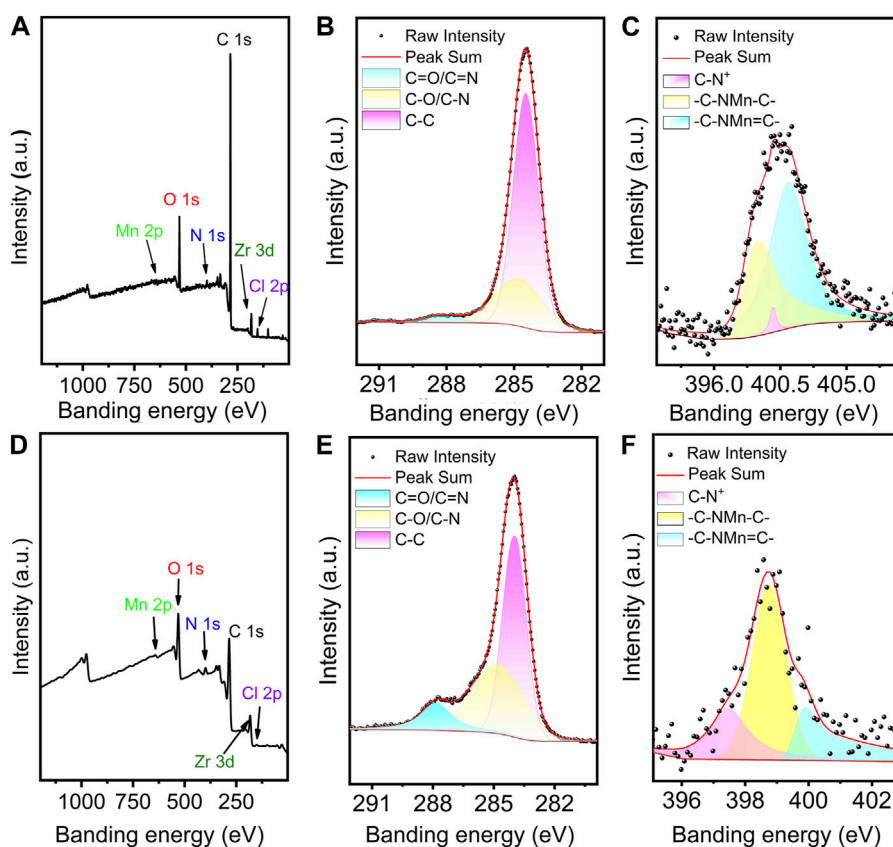 A
C 1s
O 1s
Mn 2p
N 1s
Zr 3d
Cl 2p
Intensity (a.u.)
1000 750 500 250
Banding energy (eV)
B
Raw Intensity
Peak Sum
C=O/C=N
C-O/C-N
C-C
Intensity (a.u.)
291 288 285 282
Banding energy (eV)
C
Raw Intensity
Peak Sum
C-N⁺
-C-NMn-C-
-C-NMn=C-
Intensity (a.u.)
396.0 400.5 405.0
Banding energy (eV)
D
O 1s
Mn 2p
N 1s
C 1s
Cl 2p
Zr 3d
Intensity (a.u.)
1000 750 500 250
Banding energy (eV)
E
Raw Intensity
Peak Sum
C=O/C=N
C-O/C-N
C-C
Intensity (a.u.)
291 288 285 282
Banding energy (eV)
F
Raw Intensity
Peak Sum
C-N⁺
-C-NMn-C-
-C-NMn=C-
Intensity (a.u.)
396 398 400 402
Banding energy (eV)